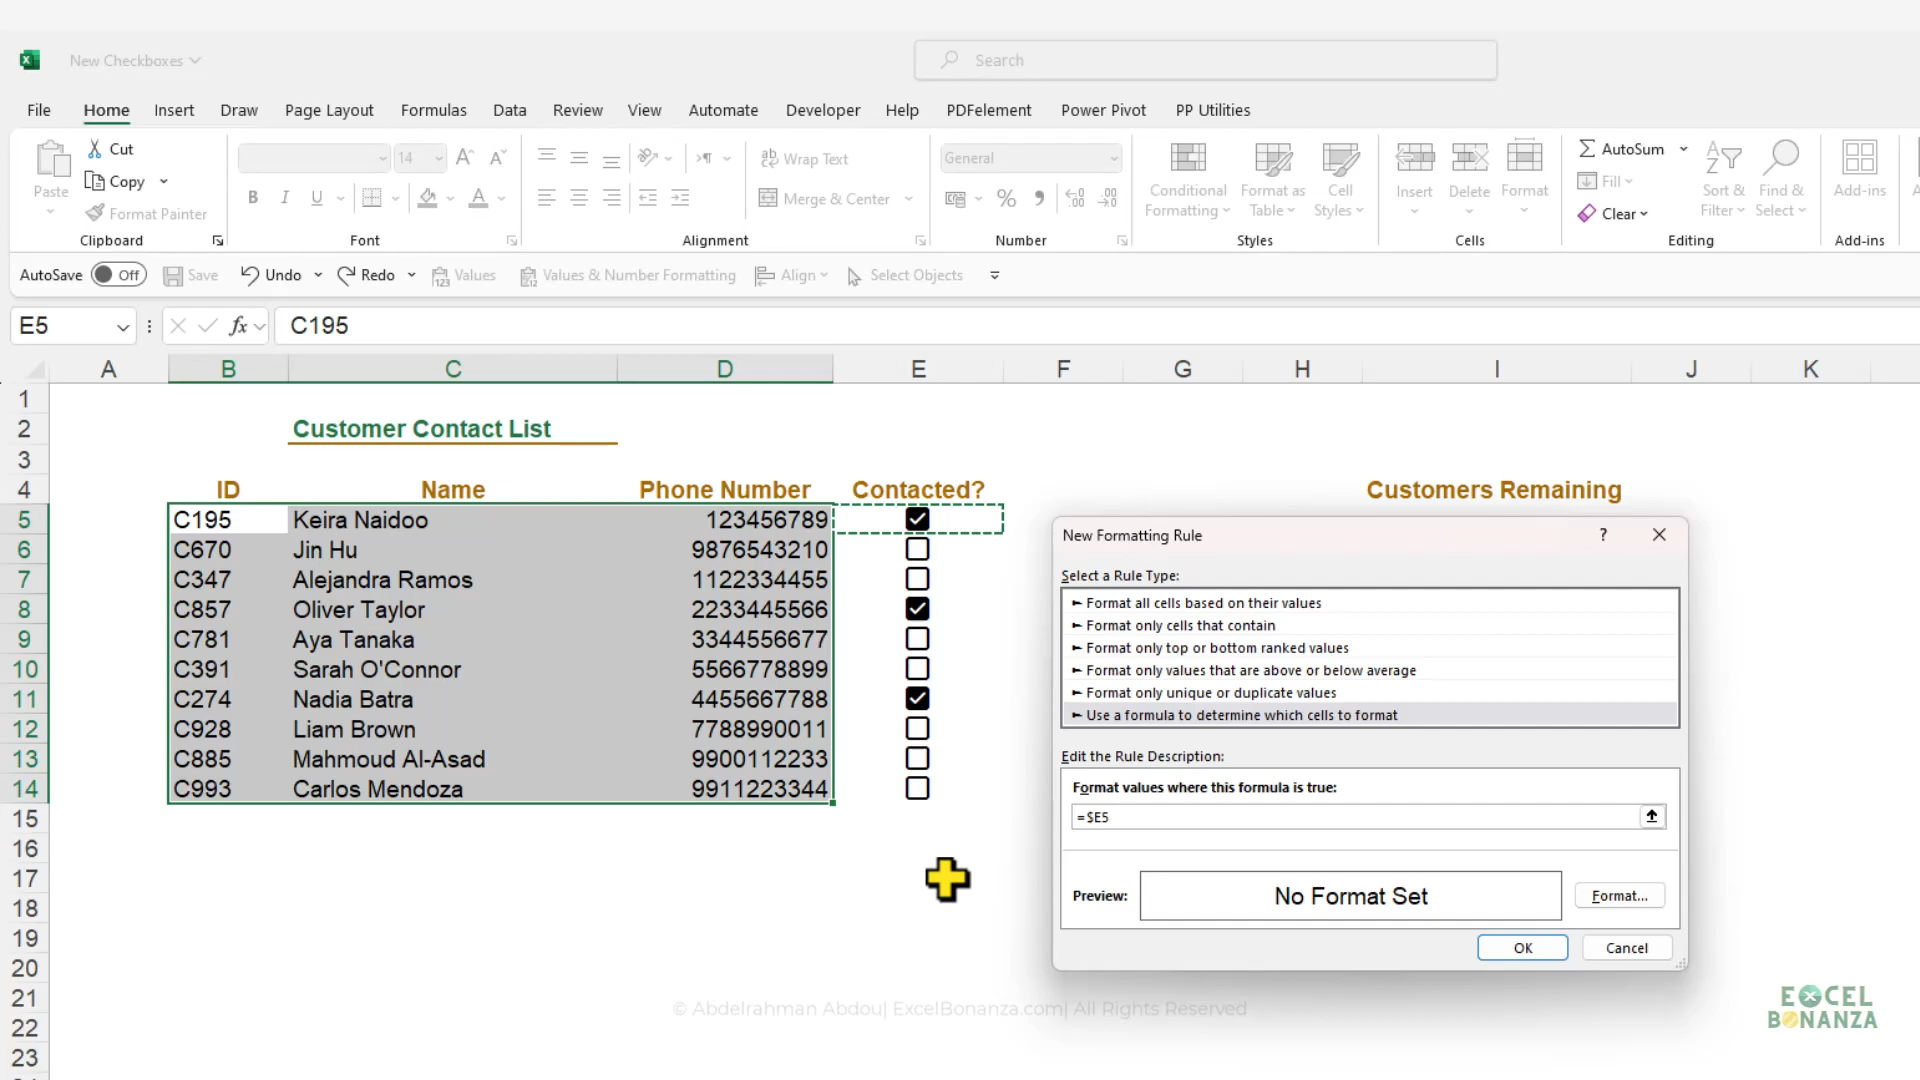 New Checkboxes
Search
File Home Insert Draw Page Layout Formulas Data Review View Automate Developer Help PDFelement Power Pivot PP Utilities
Paste
Cut
Copy
Format Painter
Clipboard
14
B I U
Font
ab Wrap Text
Merge & Center
Alignment
General
Number
Conditional Formatting
Format as Table
Cell Styles
Styles
Insert
Delete
Format
Cells
AutoSum
Fill
Clear
Sort & Filter
Find & Select
Editing
Add-ins
Add-ins
AutoSave Off Save Undo Redo Values Values & Number Formatting Align Select Objects
E5 fx C195
A B C D E F G H I J K
1
2 Customer Contact List
3
4 ID Name Phone Number Contacted? Customers Remaining
5 C195 Keira Naidoo 123456789
6 C670 Jin Hu 9876543210
7 C347 Alejandra Ramos 1122334455
8 C857 Oliver Taylor 2233445566
9 C781 Aya Tanaka 3344556677
10 C391 Sarah O'Connor 5566778899
11 C274 Nadia Batra 4455667788
12 C928 Liam Brown 7788990011
13 C885 Mahmoud Al-Asad 9900112233
14 C993 Carlos Mendoza 9911223344
15
16
17
18
19
20
21
22
23
New Formatting Rule ?
Select a Rule Type:
► Format all cells based on their values
► Format only cells that contain
► Format only top or bottom ranked values
► Format only values that are above or below average
► Format only unique or duplicate values
► Use a formula to determine which cells to format
Edit the Rule Description:
Format values where this formula is true:
=$E5
Preview: No Format Set Format...
OK Cancel
© Abdelrahman Abdou| ExcelBonanza.com| All Rights Reserved
EXCEL
BONANZA